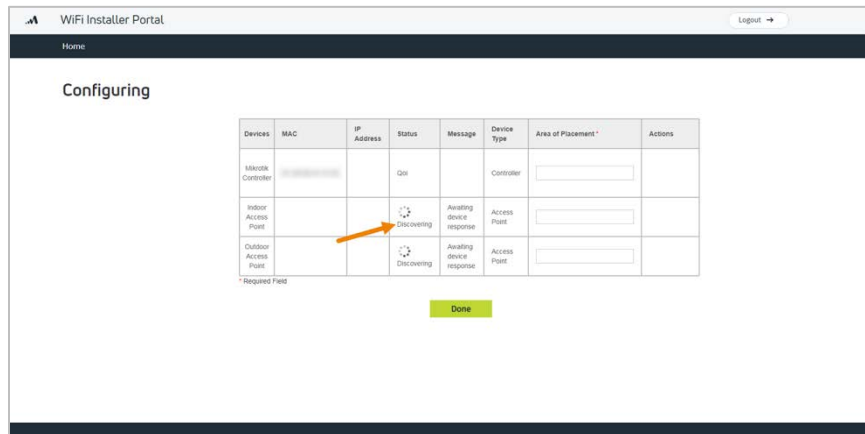 WiFi Installer Portal
Logout →
Home
Configuring
Devices MAC IP Address Status Message Device Type Area of Placement * Actions
Mikrotik Controller Qoi Controller
Indoor Access Point Discovering Awaiting device response Access Point
Outdoor Access Point Discovering Awaiting device response Access Point
* Required Field
Done